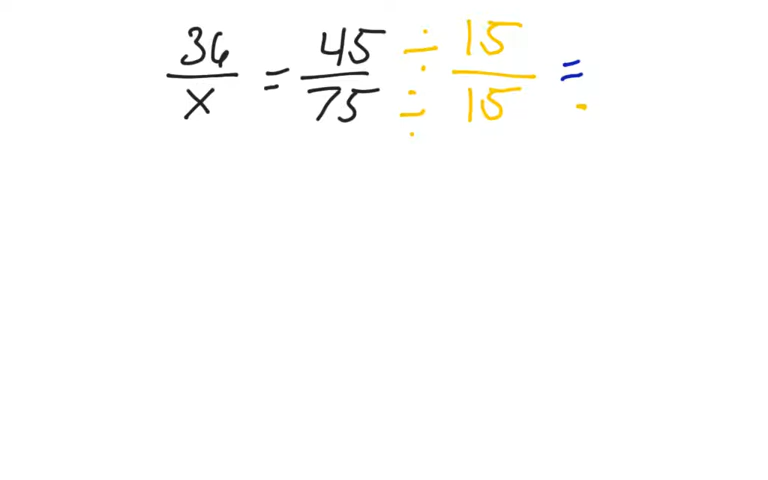 36/x = 45/75 ÷ 15/÷ 15 =